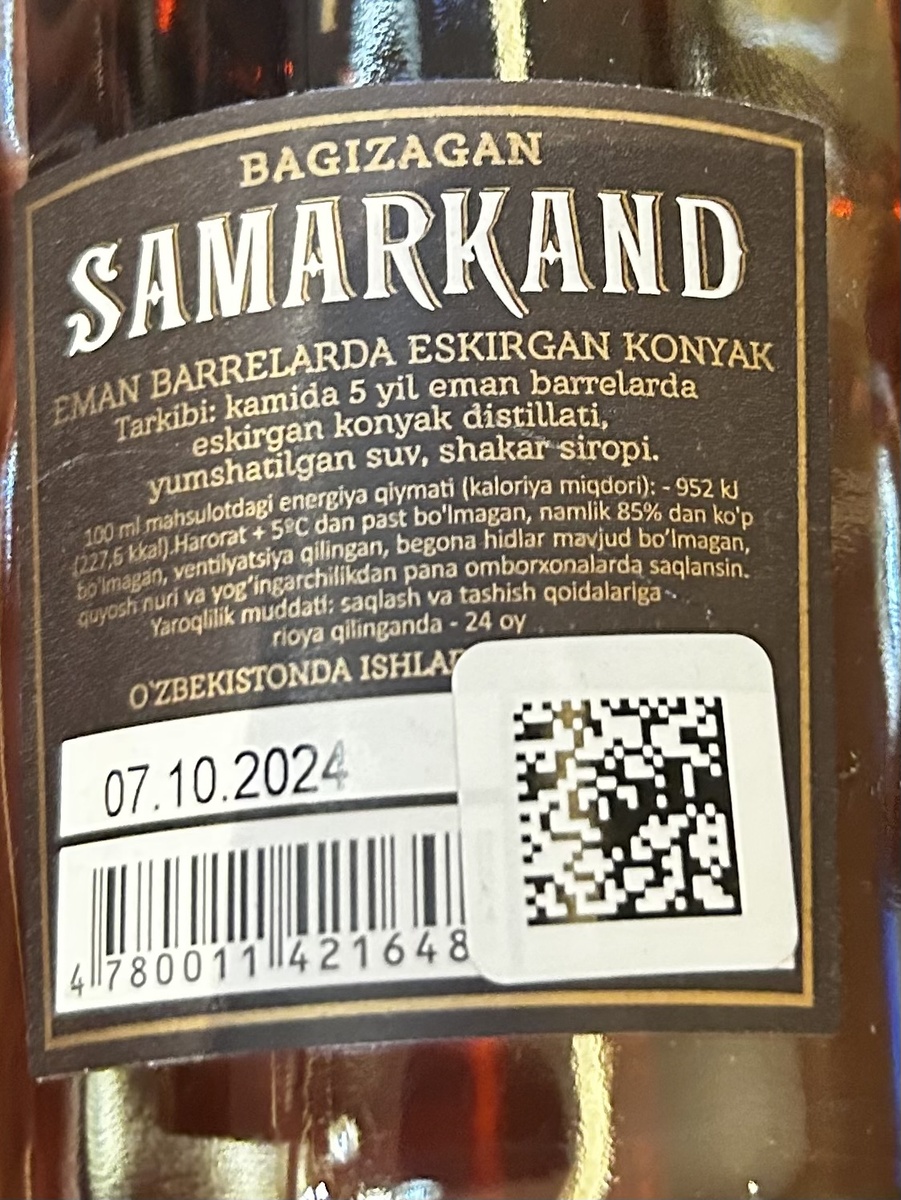 BAGIZAGAN
SAMARKAND
EMAN BARRELARDA ESKIRGAN KONYAK
Tarkibi: kamida 5 yil eman barrelarda
eskirgan konyak distillati,
yumshatilgan suv, shakar siropi.
100 ml mahsulotdagi energiya qiymati (kaloriya miqdori): - 952 kJ
(227,6 kkal).Harorat + 5ºC dan past bo'lmagan, namlik 85% dan ko'p
bo'lmagan, ventilyatsiya qilingan, begona hidlar mavjud bo'lmagan,
quyosh nuri va yog'ingarchilikdan pana omborxonalarda saqlansin.
Yaroqlilik muddati: saqlash va tashish qoidalariga
rioya qilinganda - 24 oy
O'ZBEKISTONDA
07.10.2024
4 780011 421648